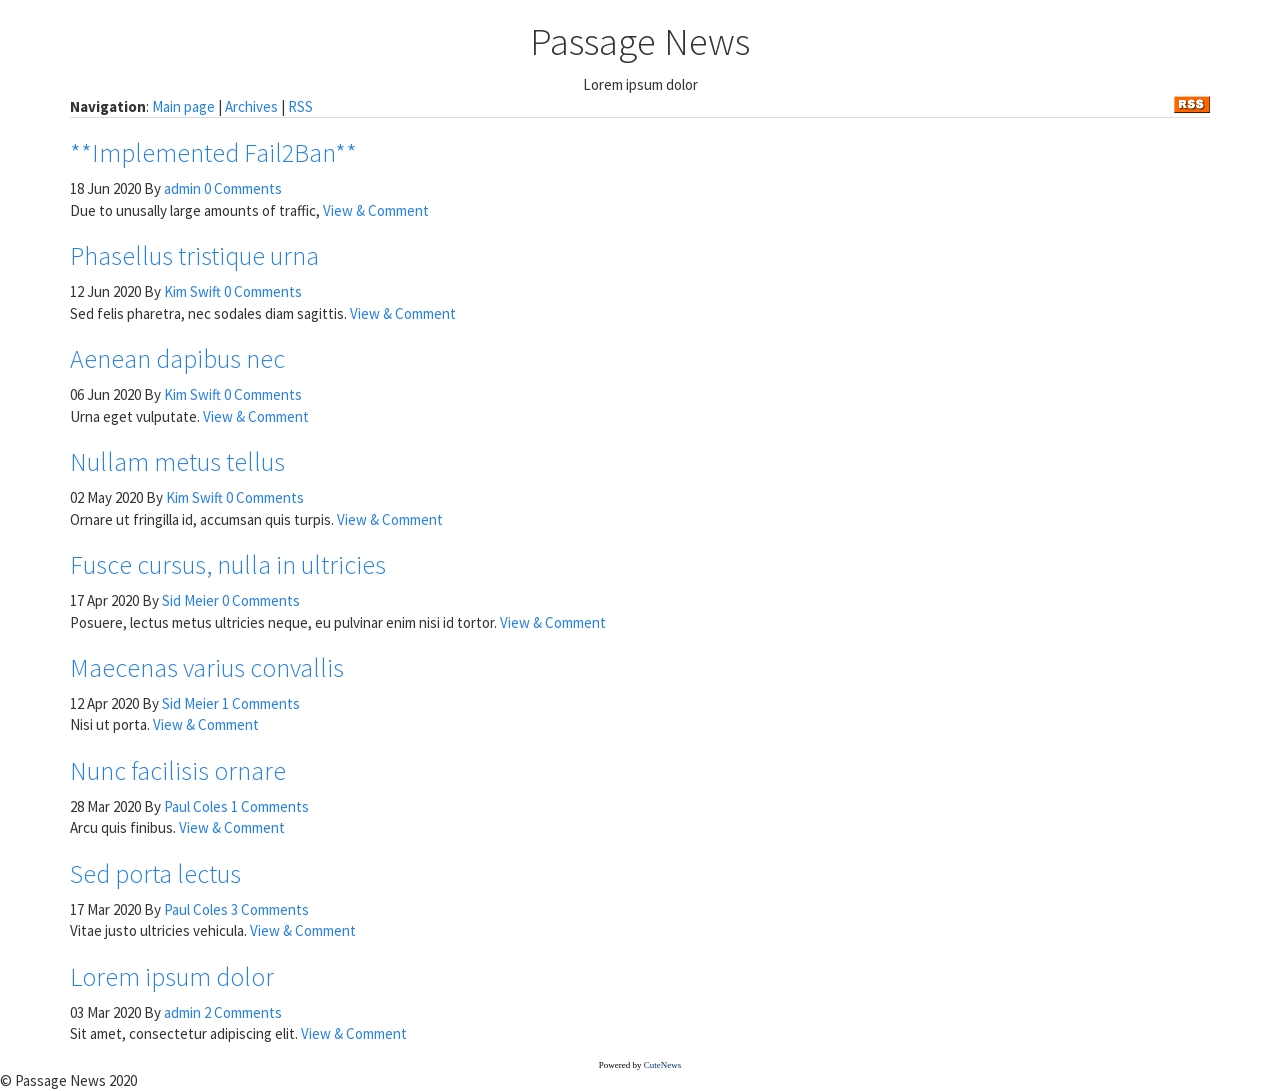 Passage News
Lorem ipsum dolor
Navigation: Main page | Archives | RSS
RSS
**Implemented Fail2Ban**
18 Jun 2020 By admin 0 Comments
Due to unusally large amounts of traffic, View & Comment
Phasellus tristique urna
12 Jun 2020 By Kim Swift 0 Comments
Sed felis pharetra, nec sodales diam sagittis. View & Comment
Aenean dapibus nec
06 Jun 2020 By Kim Swift 0 Comments
Urna eget vulputate. View & Comment
Nullam metus tellus
02 May 2020 By Kim Swift 0 Comments
Ornare ut fringilla id, accumsan quis turpis. View & Comment
Fusce cursus, nulla in ultricies
17 Apr 2020 By Sid Meier 0 Comments
Posuere, lectus metus ultricies neque, eu pulvinar enim nisi id tortor. View & Comment
Maecenas varius convallis
12 Apr 2020 By Sid Meier 1 Comments
Nisi ut porta. View & Comment
Nunc facilisis ornare
28 Mar 2020 By Paul Coles 1 Comments
Arcu quis finibus. View & Comment
Sed porta lectus
17 Mar 2020 By Paul Coles 3 Comments
Vitae justo ultricies vehicula. View & Comment
Lorem ipsum dolor
03 Mar 2020 By admin 2 Comments
Sit amet, consectetur adipiscing elit. View & Comment
Powered by CuteNews
© Passage News 2020